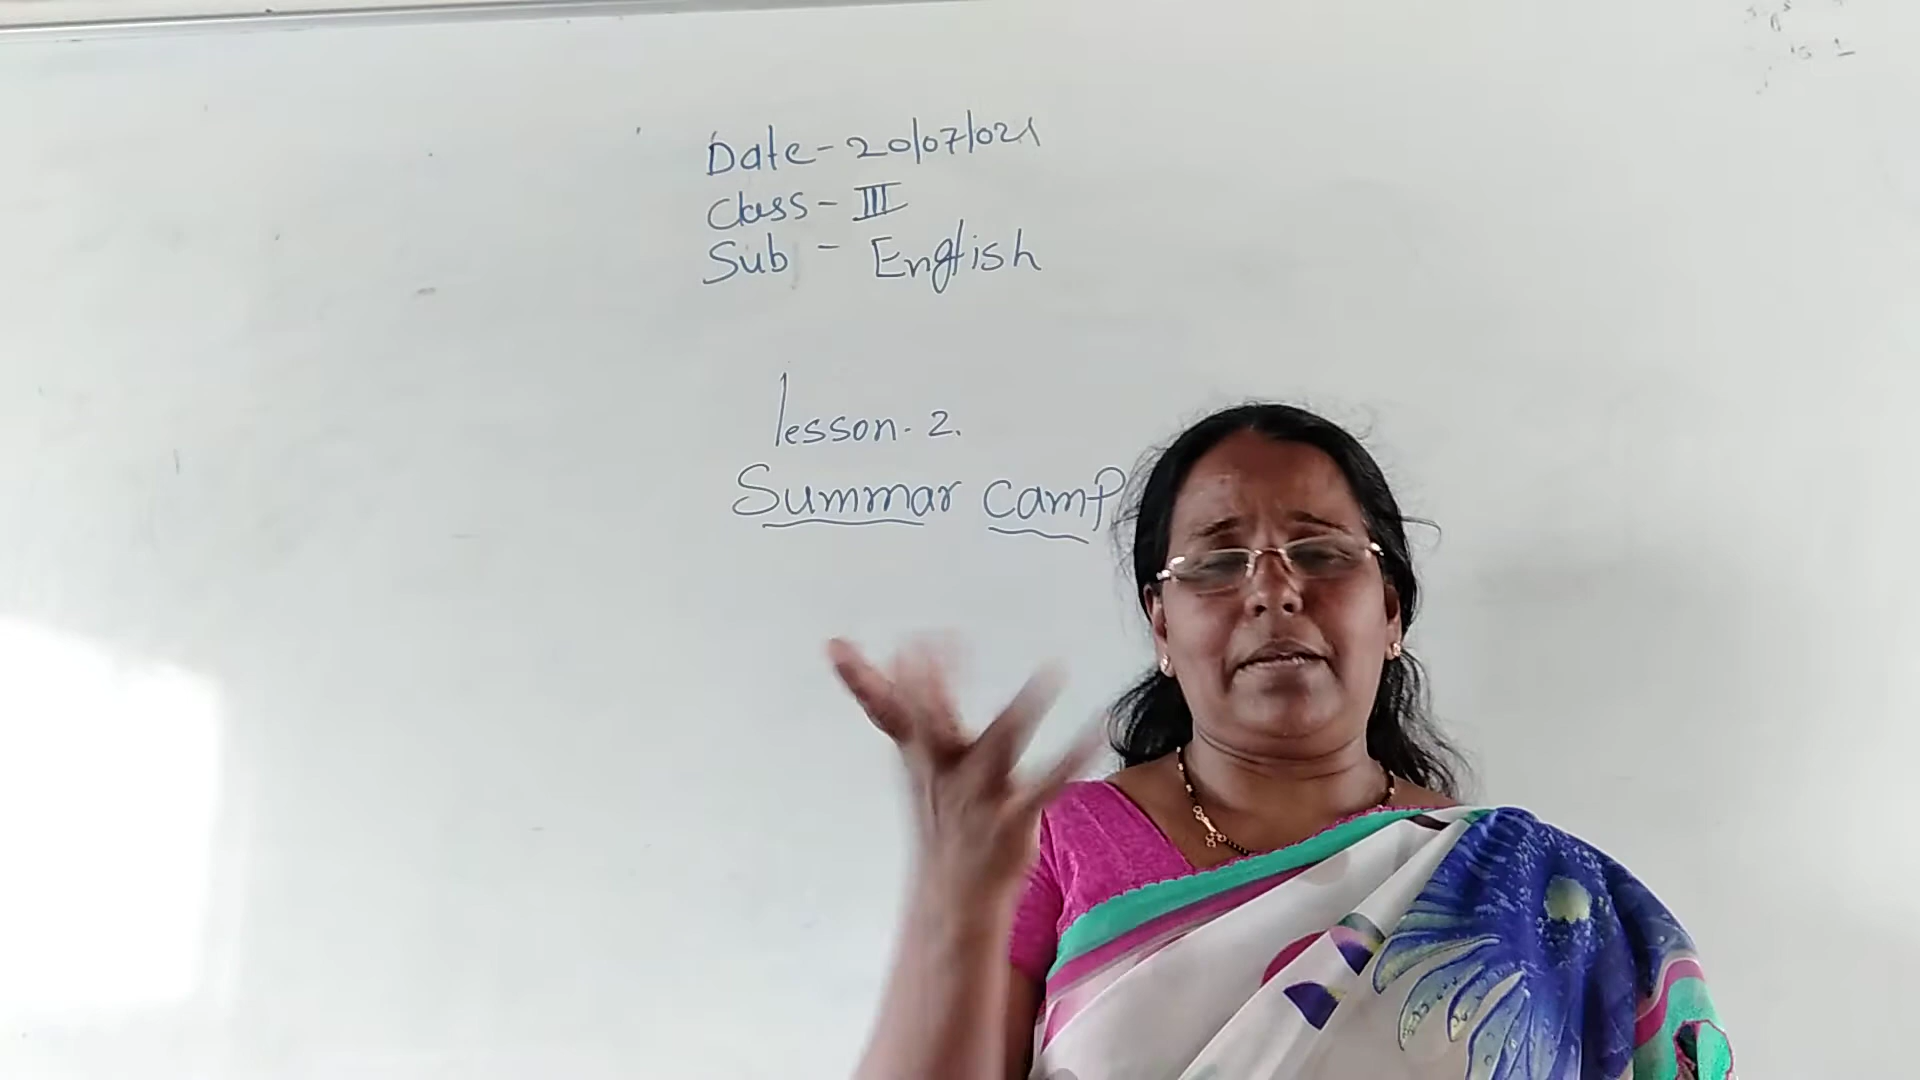 Date - 20/07/021
Class - III
Sub - English
lesson. 2.
Summar camp